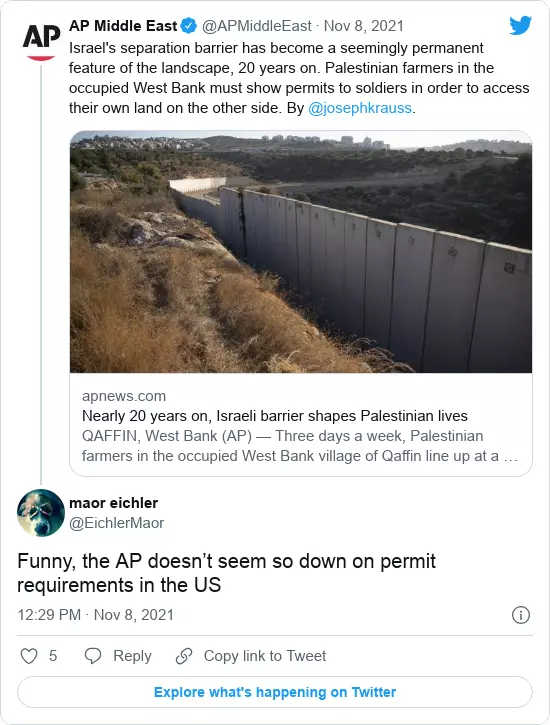 AP
AP Middle East @APMiddleEast · Nov 8, 2021
Israel's separation barrier has become a seemingly permanent
feature of the landscape, 20 years on. Palestinian farmers in the
occupied West Bank must show permits to soldiers in order to access
their own land on the other side. By @josephkrauss.
apnews.com
Nearly 20 years on, Israeli barrier shapes Palestinian lives
QAFFIN, West Bank (AP) — Three days a week, Palestinian
farmers in the occupied West Bank village of Qaffin line up at a …
maor eichler
@EichlerMaor
Funny, the AP doesn’t seem so down on permit
requirements in the US
12:29 PM · Nov 8, 2021
5 Reply Copy link to Tweet
Explore what's happening on Twitter